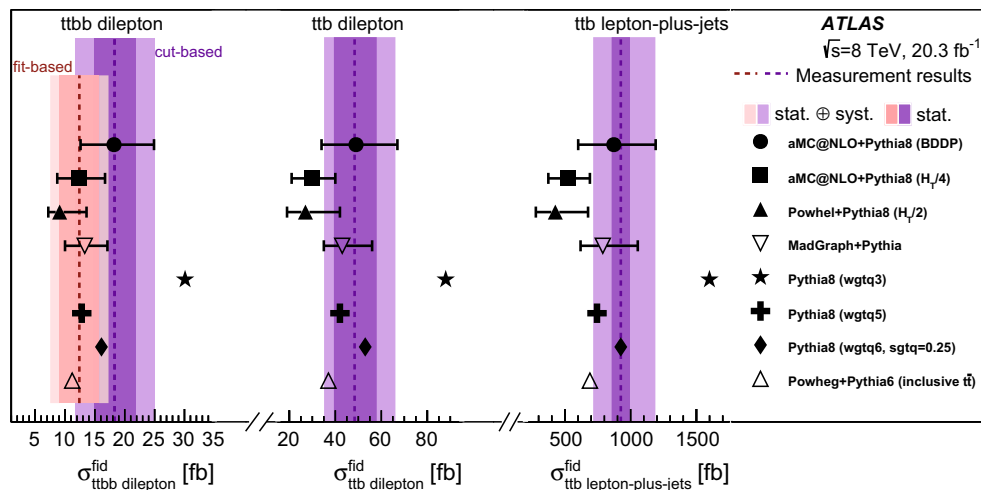 ttbb dilepton
ttb dilepton
ttb lepton-plus-jets
ATLAS
√s=8 TeV, 20.3 fb⁻¹
cut-based
fit-based
Measurement results
stat. ⊕ syst.
stat.
aMC@NLO+Pythia8 (BDDP)
aMC@NLO+Pythia8 (H_T/4)
Powhel+Pythia8 (H_T/2)
MadGraph+Pythia
Pythia8 (wgtq3)
Pythia8 (wgtq5)
Pythia8 (wgtq6, sgtq=0.25)
Powheg+Pythia6 (inclusive tt̄)
5 10 15 20 25 30 35 // 20 40 60 80 // 500 1000 1500
σ^fid_ttbb dilepton [fb]
σ^fid_ttb dilepton [fb]
σ^fid_ttb lepton-plus-jets [fb]